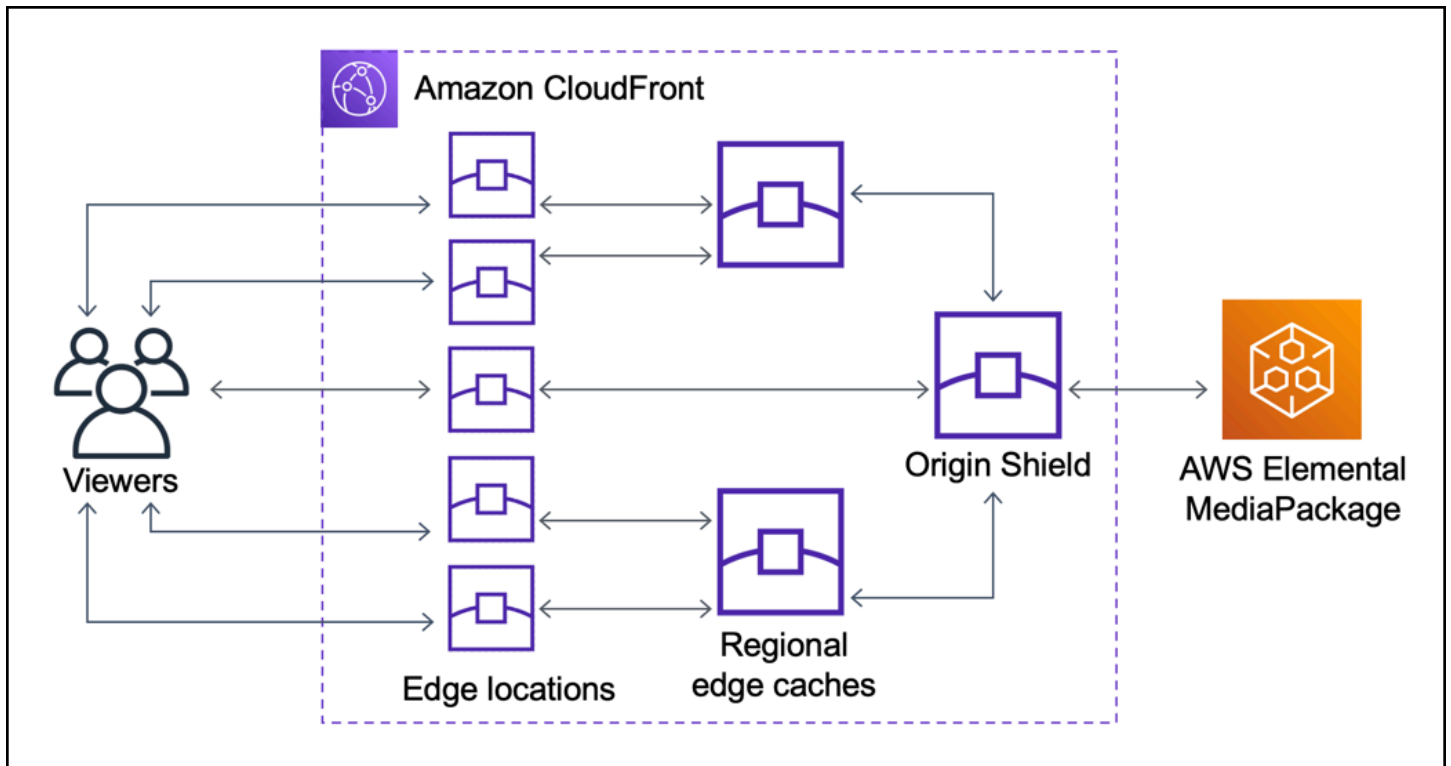 Amazon CloudFront
Viewers
Origin Shield
AWS Elemental
MediaPackage
Regional
edge caches
Edge locations